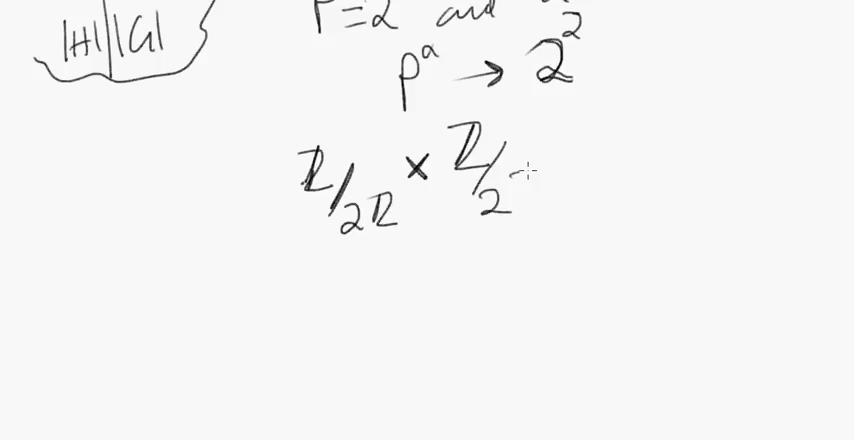 P = 2 and
|H| | |G|
p^a → 2^2
ℤ/2ℤ × ℤ/2